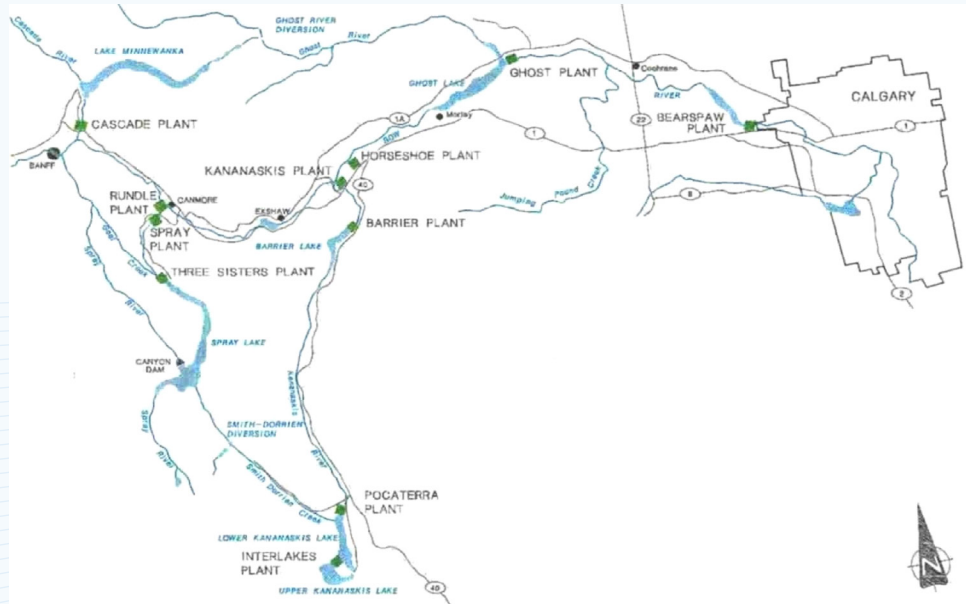 Cascade
River
LAKE MINNEWANKA
GHOST RIVER
DIVERSION
Ghost
River
GHOST LAKE
GHOST PLANT
Cochrane
RIVER
BEARSPAW
PLANT
CALGARY
CASCADE PLANT
BANFF
1A
Morley
BOW
1
22
1
HORSESHOE PLANT
KANANASKIS PLANT
40
Jumping Pound Creek
8
RUNDLE
PLANT
CANMORE
EXSHAW
SPRAY
PLANT
BARRIER PLANT
BARRIER LAKE
Goat
Creek
Spray
River
THREE SISTERS PLANT
2
SPRAY LAKE
CANYON
DAM
Spray
River
SMITH-DORRIEN
DIVERSION
Kananaskis
River
Smith Dorrien Creek
POCATERRA
PLANT
LOWER KANANASKIS LAKE
INTERLAKES
PLANT
UPPER KANANASKIS LAKE
40
N